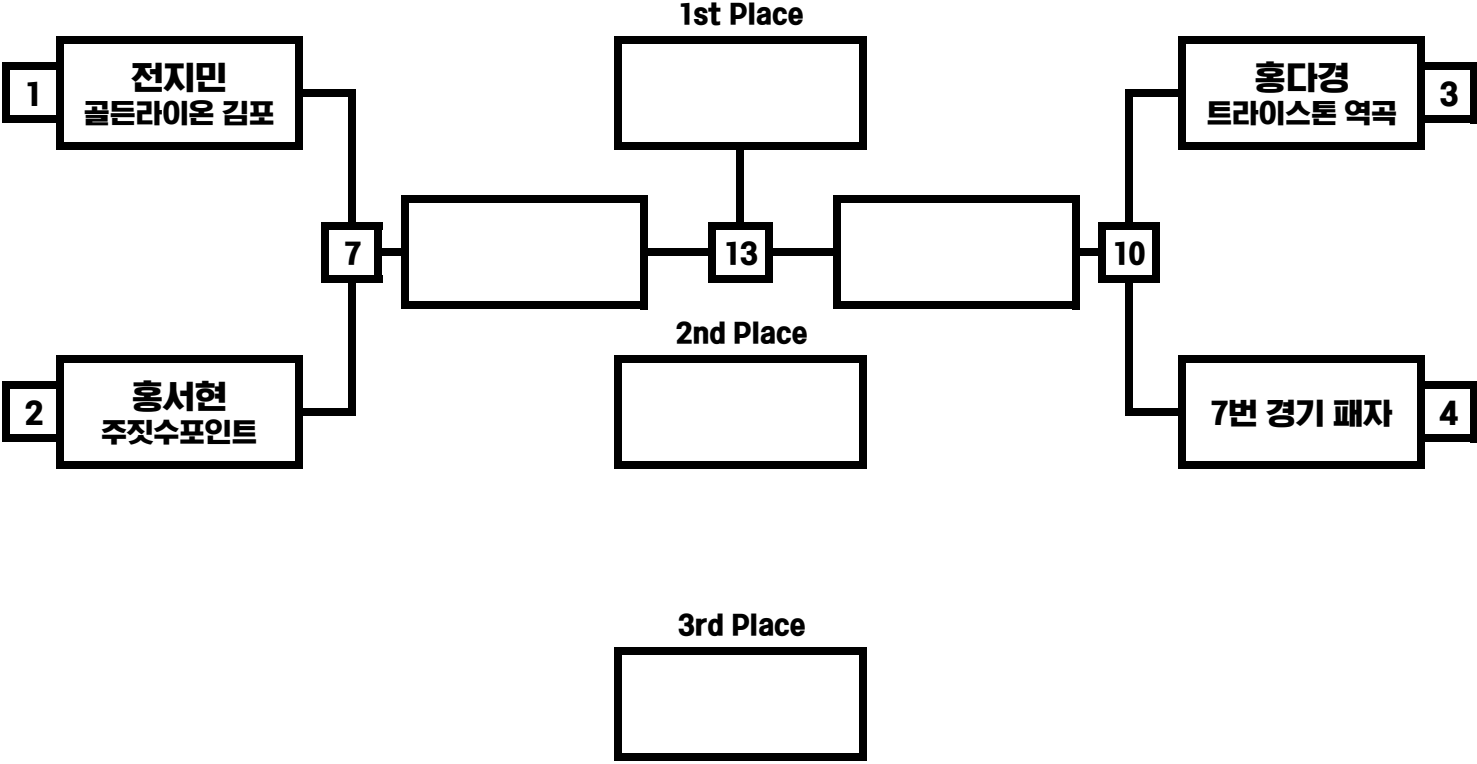 1st Place
1
전지민
골든라이온 김포
홍다경
트라이스톤 역곡
3
7
13
10
2nd Place
2
홍서현
주짓수포인트
7번 경기 패자
4
3rd Place